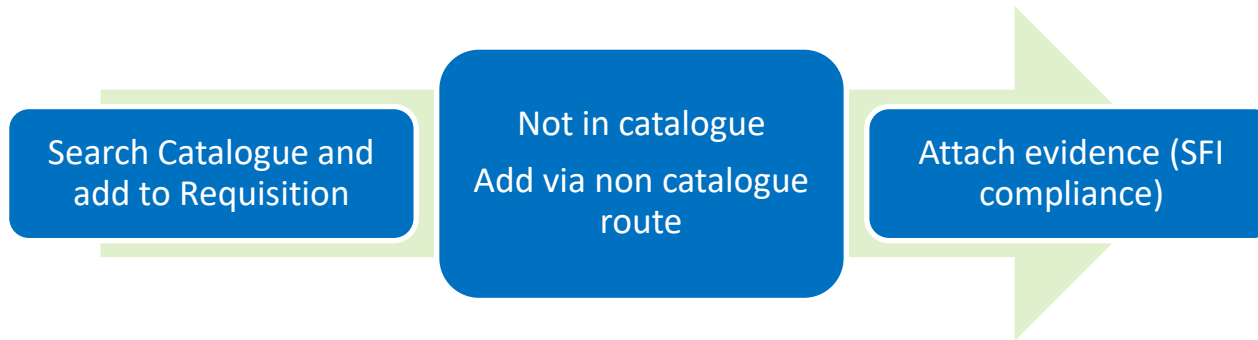 Search Catalogue and
add to Requisition
Not in catalogue
Add via non catalogue
route
Attach evidence (SFI
compliance)